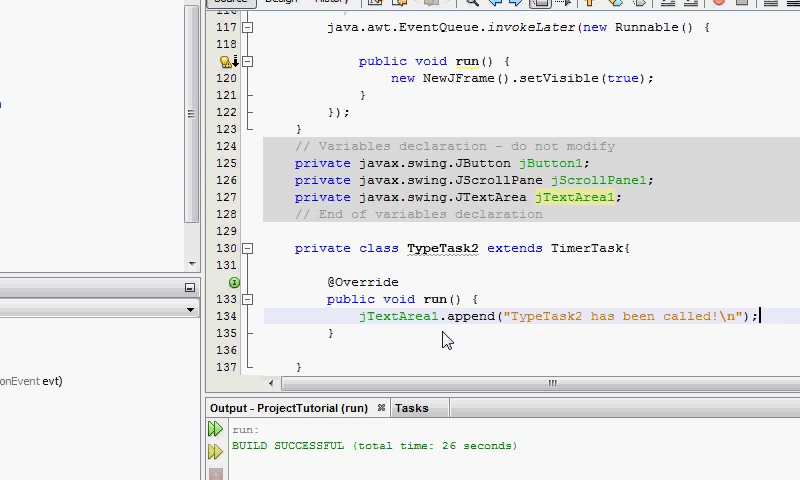 Source Design History
116
117 java.awt.EventQueue.invokeLater(new Runnable() {
118
public void run() {
120 new NewJFrame().setVisible(true);
121 }
122 });
123 }
124 // Variables declaration - do not modify
125 private javax.swing.JButton jButton1;
126 private javax.swing.JScrollPane jScrollPane1;
127 private javax.swing.JTextArea jTextArea1;
128 // End of variables declaration
129
130 private class TypeTask2 extends TimerTask{
131
@Override
133 public void run() {
134 jTextArea1.append("TypeTask2 has been called!\n");
135 }
136
137 }
onEvent evt)
Output - ProjectTutorial (run) Tasks
run:
BUILD SUCCESSFUL (total time: 26 seconds)